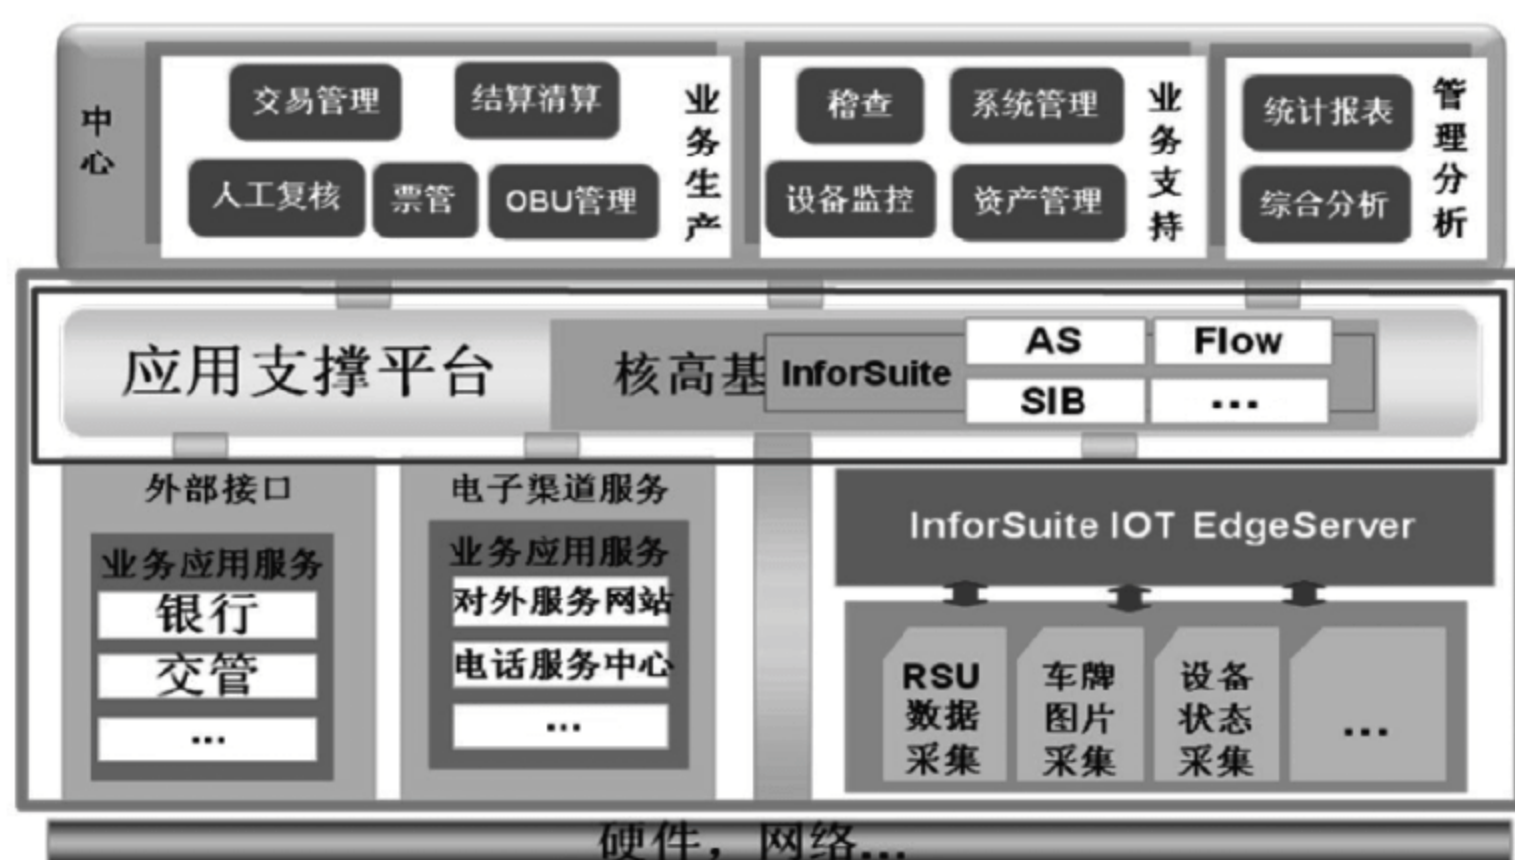 中心
交易管理
结算清算
人工复核
票管
OBU管理
业务生产
稽查
系统管理
设备监控
资产管理
业务支持
统计报表
综合分析
管理分析
应用支撑平台
核高基
InforSuite
AS
Flow
SIB
...
外部接口
业务应用服务
银行
交管
...
电子渠道服务
业务应用服务
对外服务网站
电话服务中心
...
InforSuite IOT EdgeServer
RSU
数据
采集
车牌
图片
采集
设备
状态
采集
...
硬件，网络...